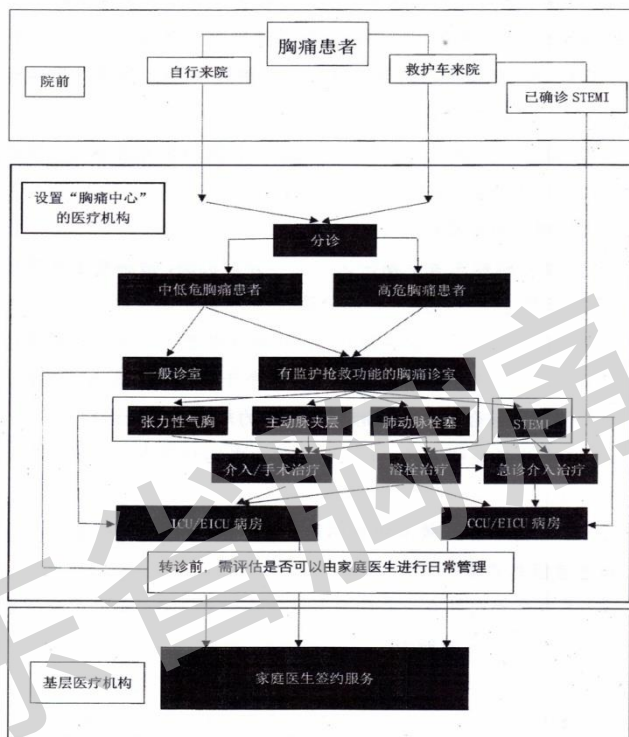 胸痛患者
自行来院
救护车来院
院前
已确诊 STEMI
设置“胸痛中心”
的医疗机构
分诊
中低危胸痛患者
高危胸痛患者
一般诊室
有监护抢救功能的胸痛诊室
张力性气胸
主动脉夹层
肺动脉栓塞
STEMI
介入/手术治疗
溶栓治疗
急诊介入治疗
ICU/EICU 病房
CCU/EICU 病房
转诊前，需评估是否可以由家庭医生进行日常管理
基层医疗机构
家庭医生签约服务
东省胸痛